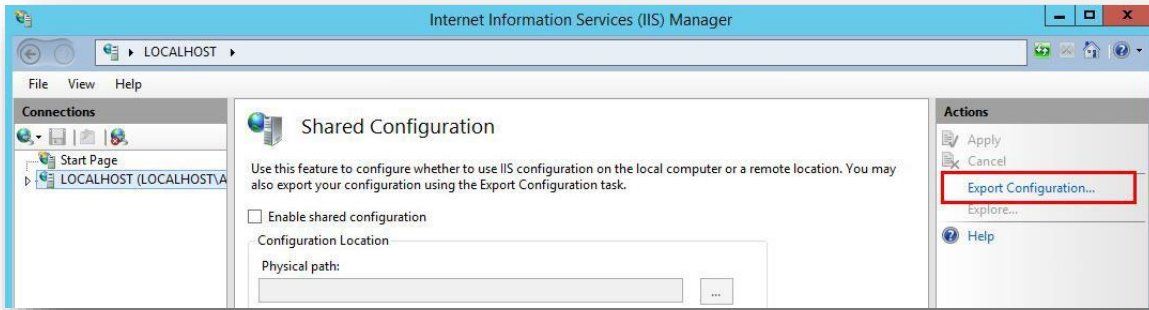 Internet Information Services (IIS) Manager
LOCALHOST
File View Help
Connections
Start Page
LOCALHOST (LOCALHOST\A
Shared Configuration
Use this feature to configure whether to use IIS configuration on the local computer or a remote location. You may
also export your configuration using the Export Configuration task.
Enable shared configuration
Configuration Location
Physical path:
...
Actions
Apply
Cancel
Export Configuration...
Explore...
Help